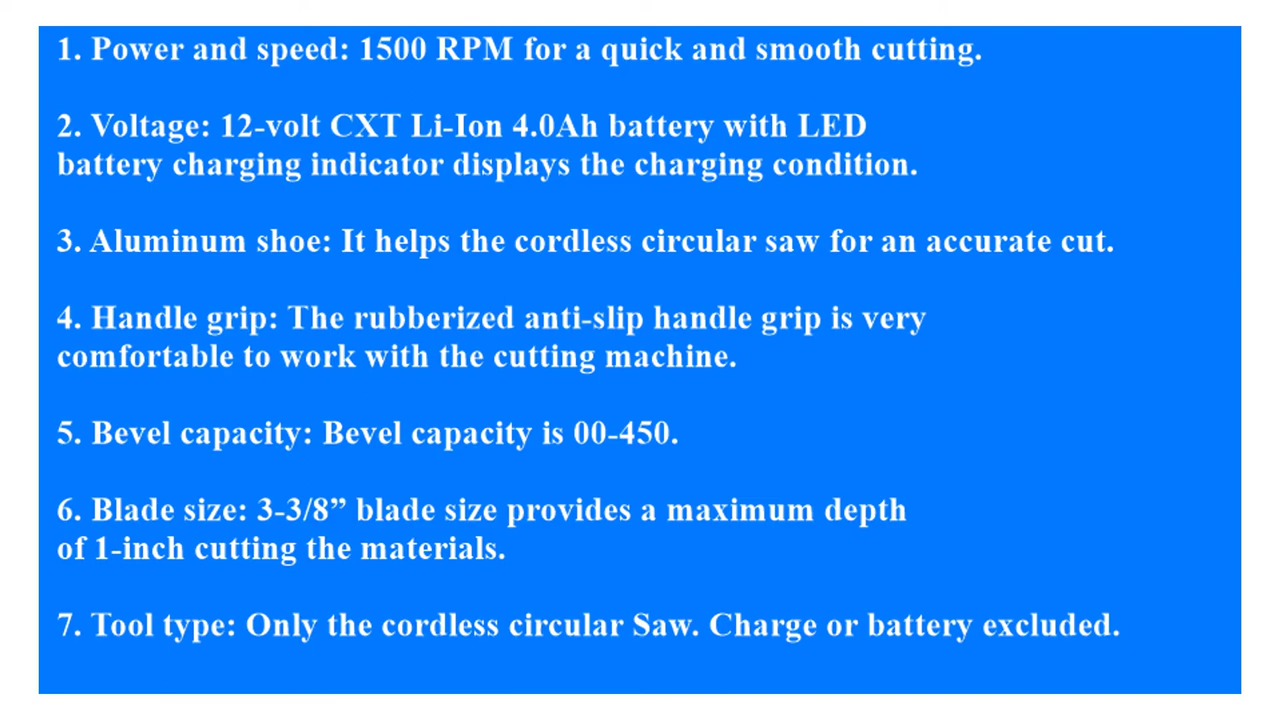 1. Power and speed: 1500 RPM for a quick and smooth cutting.
2. Voltage: 12-volt CXT Li-Ion 4.0Ah battery with LED
battery charging indicator displays the charging condition.
3. Aluminum shoe: It helps the cordless circular saw for an accurate cut.
4. Handle grip: The rubberized anti-slip handle grip is very
comfortable to work with the cutting machine.
5. Bevel capacity: Bevel capacity is 00-450.
6. Blade size: 3-3/8” blade size provides a maximum depth
of 1-inch cutting the materials.
7. Tool type: Only the cordless circular Saw. Charge or battery excluded.